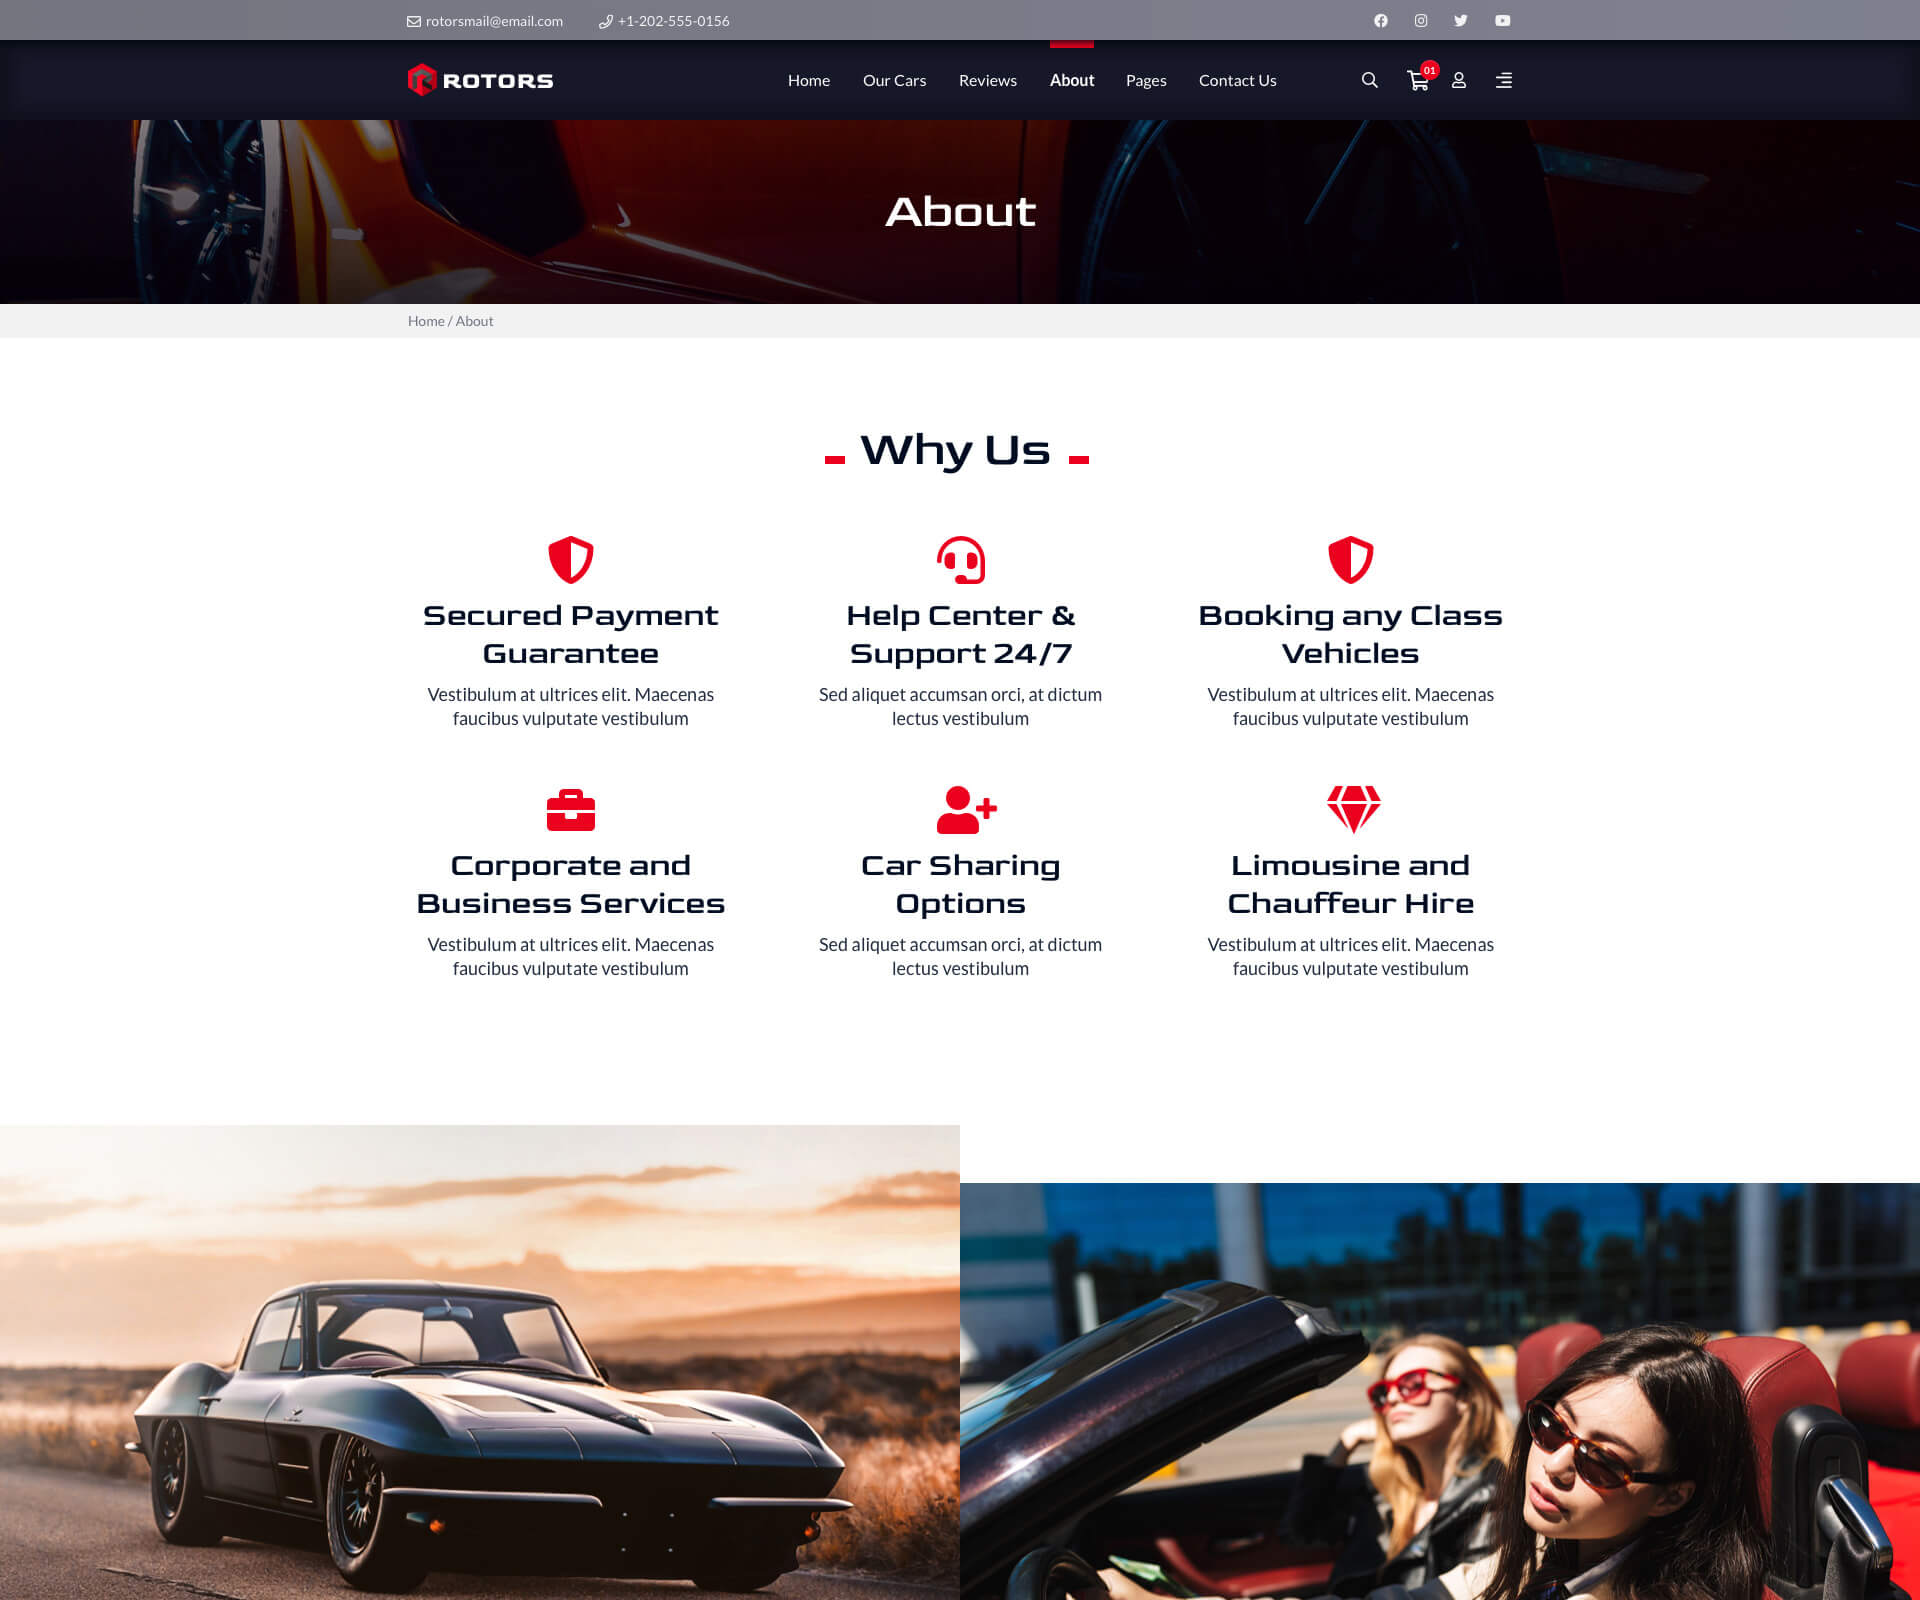 rotorsmail@email.com +1-202-555-0156
ROTORS Home Our Cars Reviews About Pages Contact Us 01
About
Home / About
Why Us
Secured Payment
Guarantee
Vestibulum at ultrices elit. Maecenas
faucibus vulputate vestibulum
Help Center &
Support 24/7
Sed aliquet accumsan orci, at dictum
lectus vestibulum
Booking any Class
Vehicles
Vestibulum at ultrices elit. Maecenas
faucibus vulputate vestibulum
Corporate and
Business Services
Vestibulum at ultrices elit. Maecenas
faucibus vulputate vestibulum
Car Sharing
Options
Sed aliquet accumsan orci, at dictum
lectus vestibulum
Limousine and
Chauffeur Hire
Vestibulum at ultrices elit. Maecenas
faucibus vulputate vestibulum